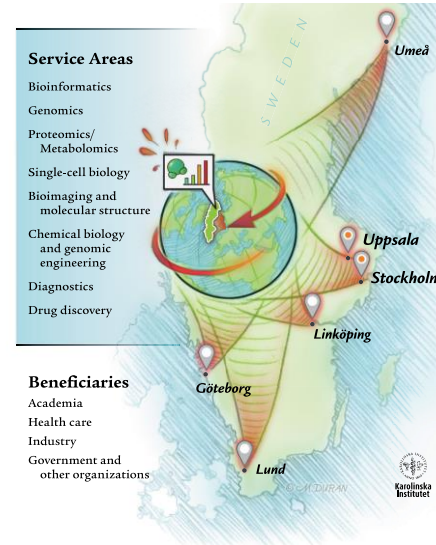 Service Areas
Bioinformatics
Genomics
Proteomics/
Metabolomics
Single-cell biology
Bioimaging and
molecular structure
Chemical biology
and genomic
engineering
Diagnostics
Drug discovery
Beneficiaries
Academia
Health care
Industry
Government and
other organizations
SWEDEN
Umeå
Uppsala
Stockholm
Linköping
Göteborg
Lund
M. DURAN
Karolinska
Institutet